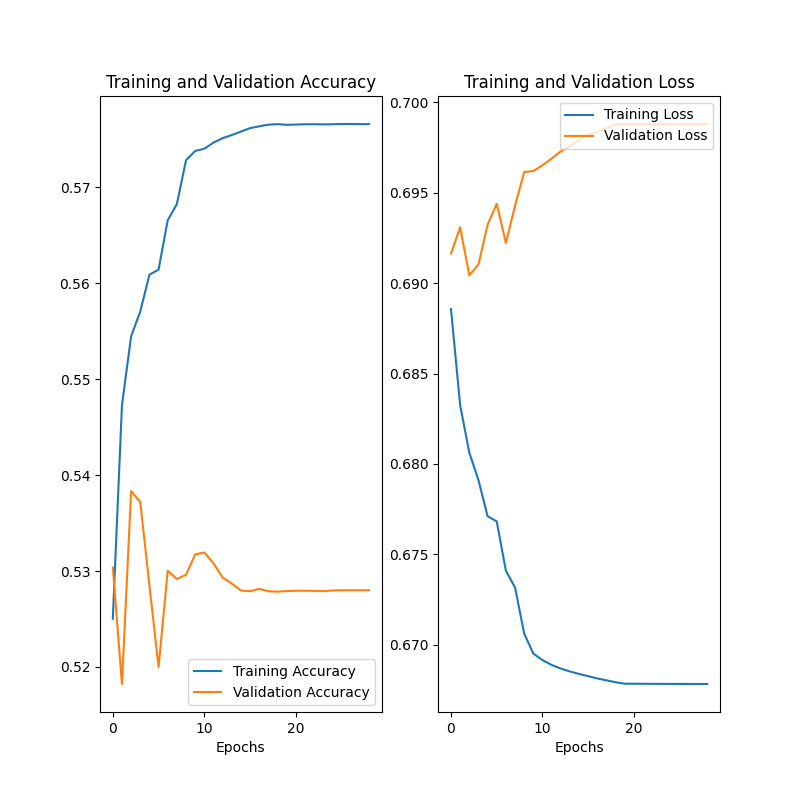 Training and Validation Accuracy
0.57
0.56
0.55
0.54
0.53
0.52
Training Accuracy
Validation Accuracy
0 10 20
Epochs
Training and Validation Loss
0.700
0.695
0.690
0.685
0.680
0.675
0.670
Training Loss
Validation Loss
0 10 20
Epochs